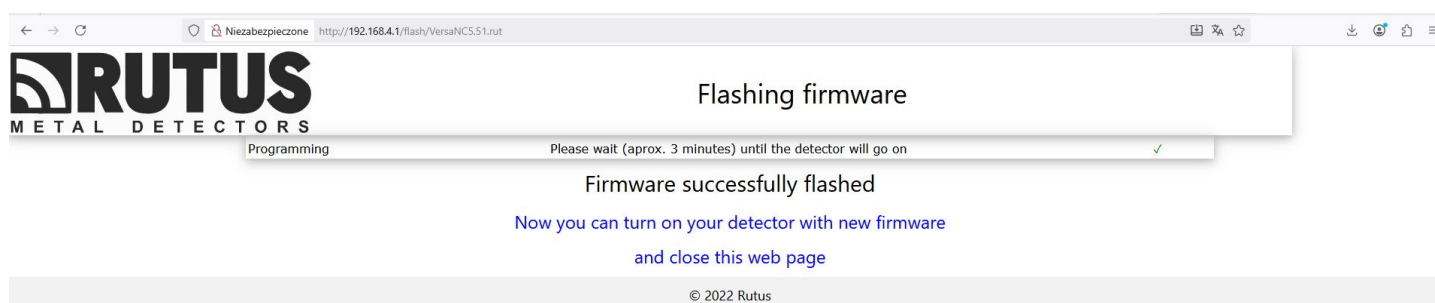 Niezabezpieczone http://192.168.4.1/flash/VersaNC5.51.rut
RUTUS
METAL DETECTORS
Flashing firmware
Programming Please wait (aprox. 3 minutes) until the detector will go on ✓
Firmware successfully flashed
Now you can turn on your detector with new firmware
and close this web page
© 2022 Rutus